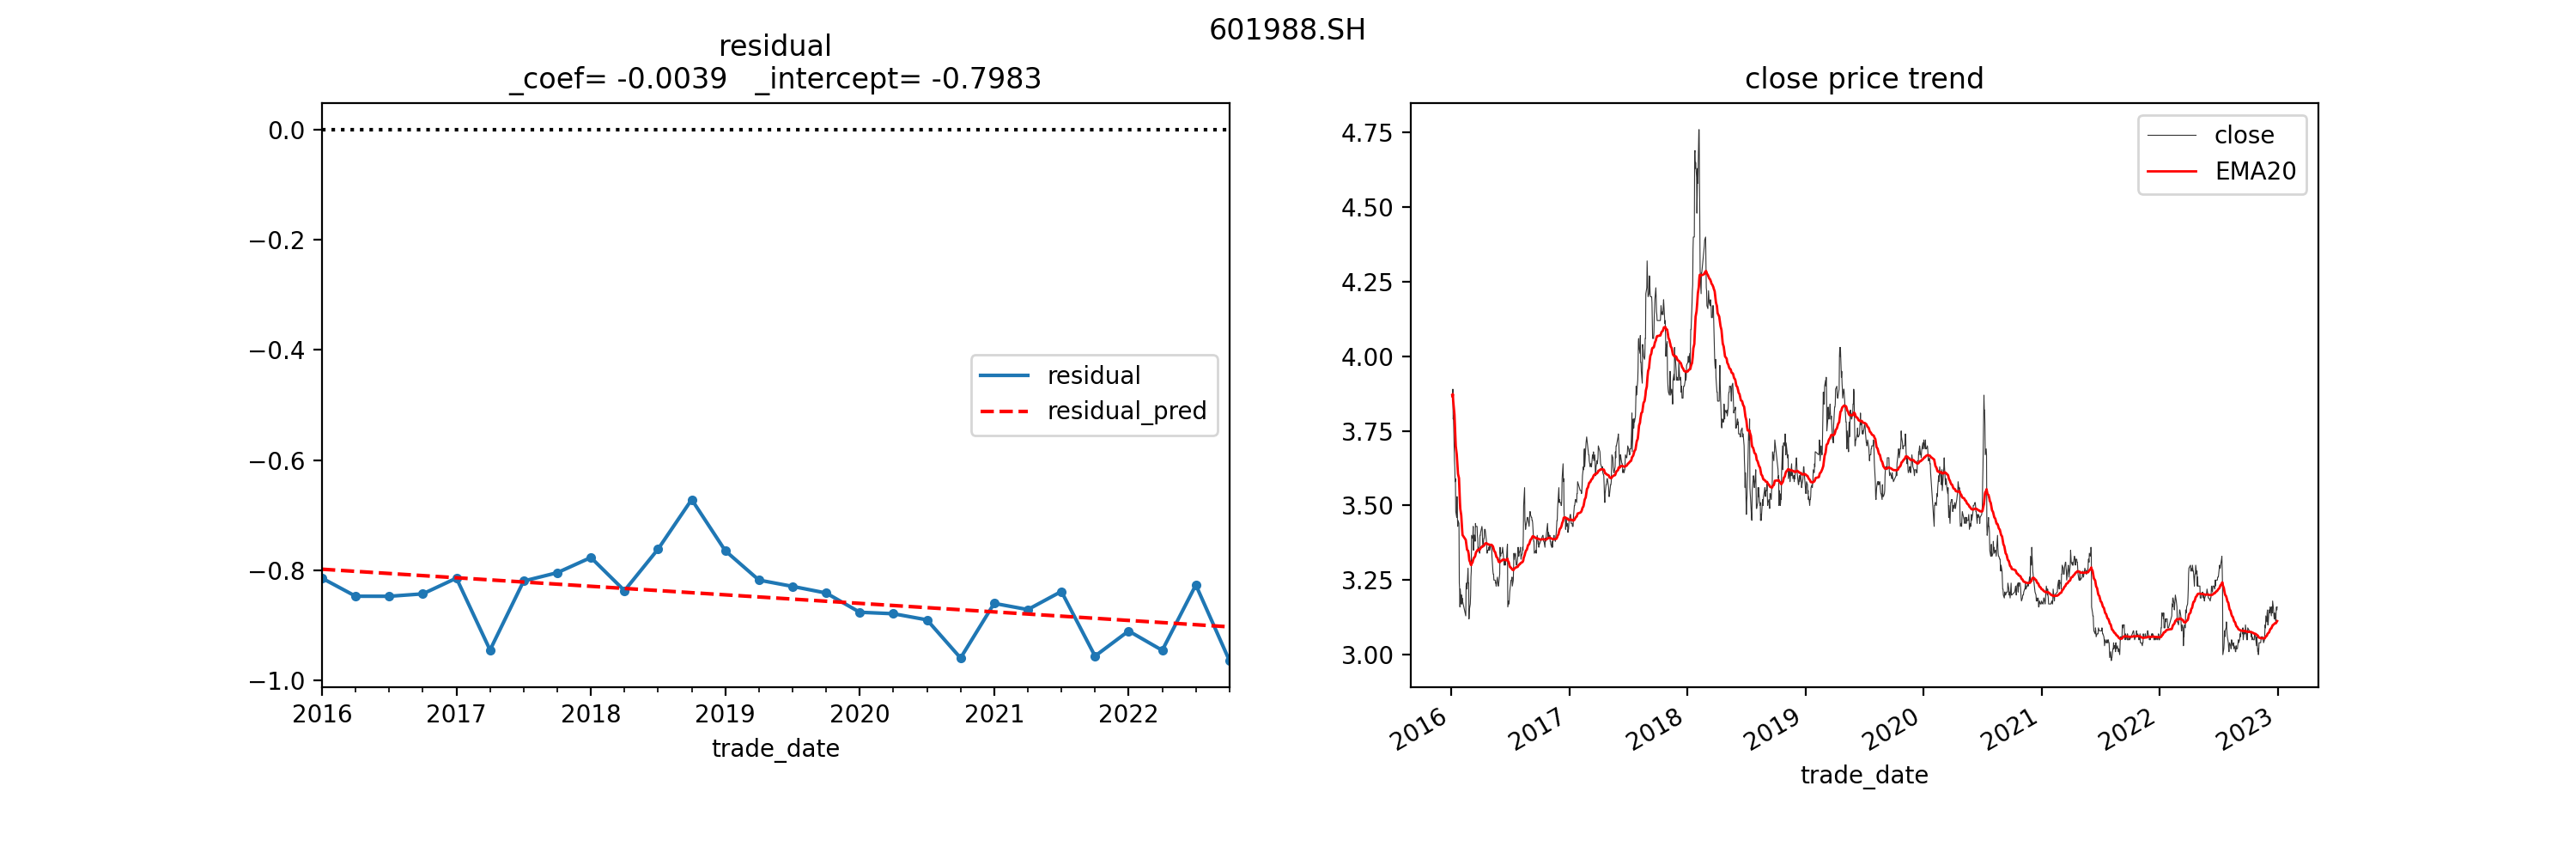 601988.SH
residual
_coef= -0.0039 _intercept= -0.7983
0.0
−0.2
−0.4
−0.6
−0.8
−1.0
residual
residual_pred
2016 2017 2018 2019 2020 2021 2022
trade_date
close price trend
4.75
4.50
4.25
4.00
3.75
3.50
3.25
3.00
close
EMA20
2016 2017 2018 2019 2020 2021 2022 2023
trade_date